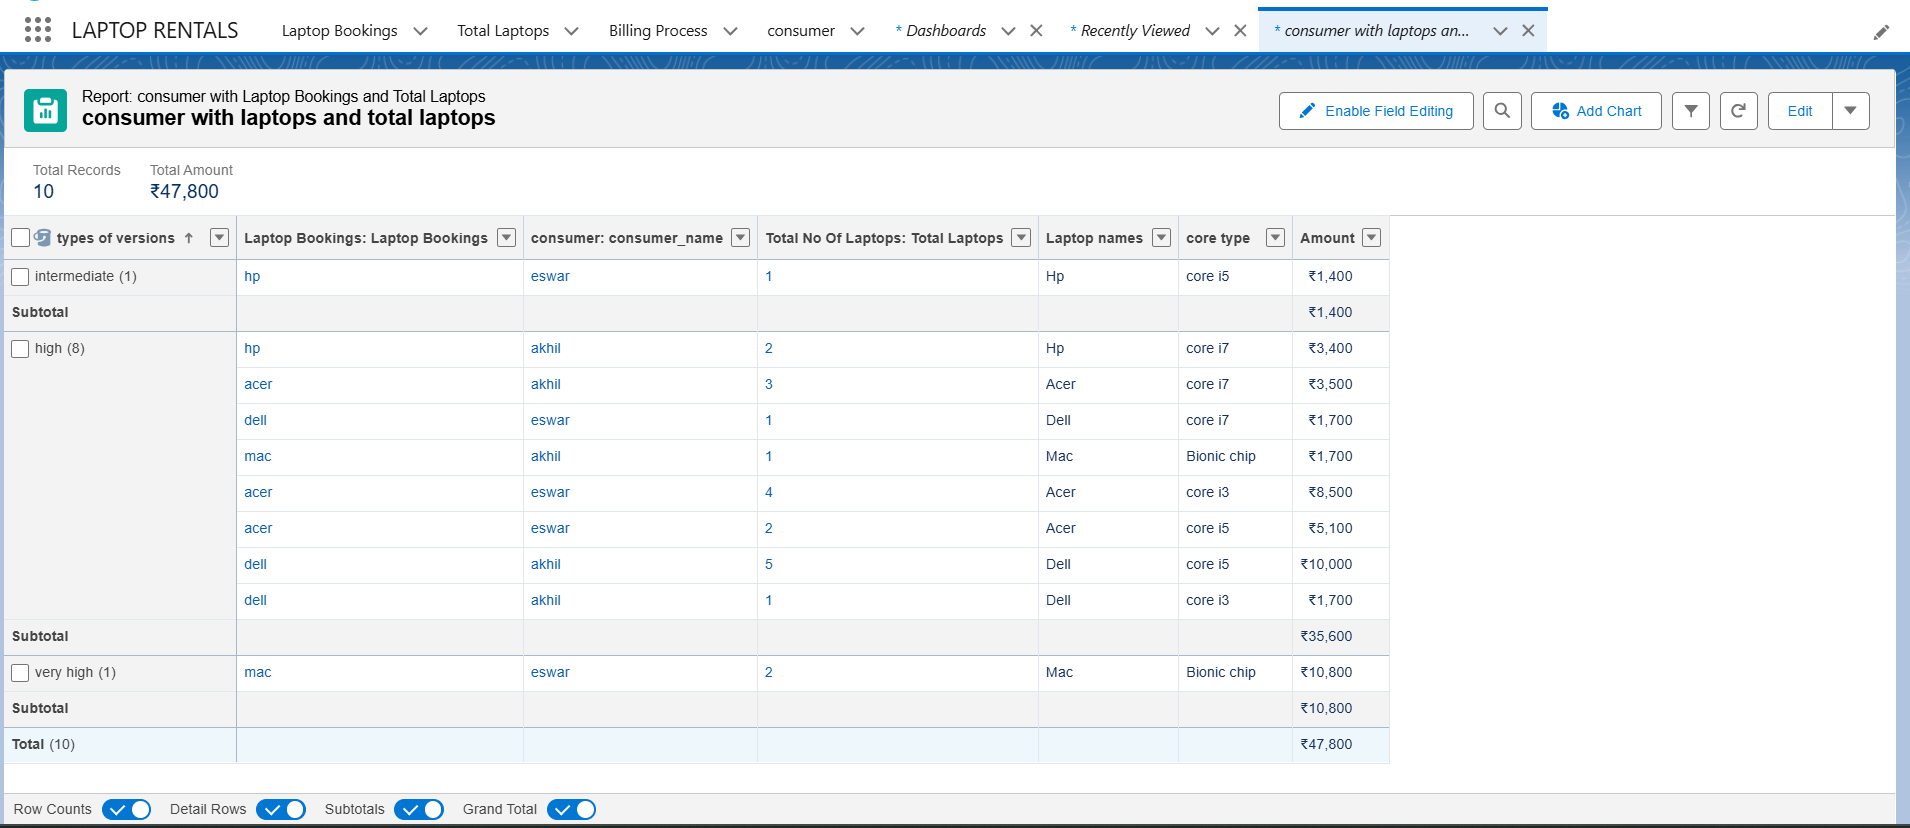 LAPTOP RENTALS Laptop Bookings Total Laptops Billing Process consumer * Dashboards * Recently Viewed * consumer with laptops an...
Report: consumer with Laptop Bookings and Total Laptops
consumer with laptops and total laptops
Enable Field Editing Add Chart Edit
Total Records Total Amount
10 ₹47,800
types of versions ↑ Laptop Bookings: Laptop Bookings consumer: consumer_name Total No Of Laptops: Total Laptops Laptop names core type Amount
intermediate (1) hp eswar 1 Hp core i5 ₹1,400
Subtotal ₹1,400
high (8) hp akhil 2 Hp core i7 ₹3,400
acer akhil 3 Acer core i7 ₹3,500
dell eswar 1 Dell core i7 ₹1,700
mac akhil 1 Mac Bionic chip ₹1,700
acer eswar 4 Acer core i3 ₹8,500
acer eswar 2 Acer core i5 ₹5,100
dell akhil 5 Dell core i5 ₹10,000
dell akhil 1 Dell core i3 ₹1,700
Subtotal ₹35,600
very high (1) mac eswar 2 Mac Bionic chip ₹10,800
Subtotal ₹10,800
Total (10) ₹47,800
Row Counts Detail Rows Subtotals Grand Total